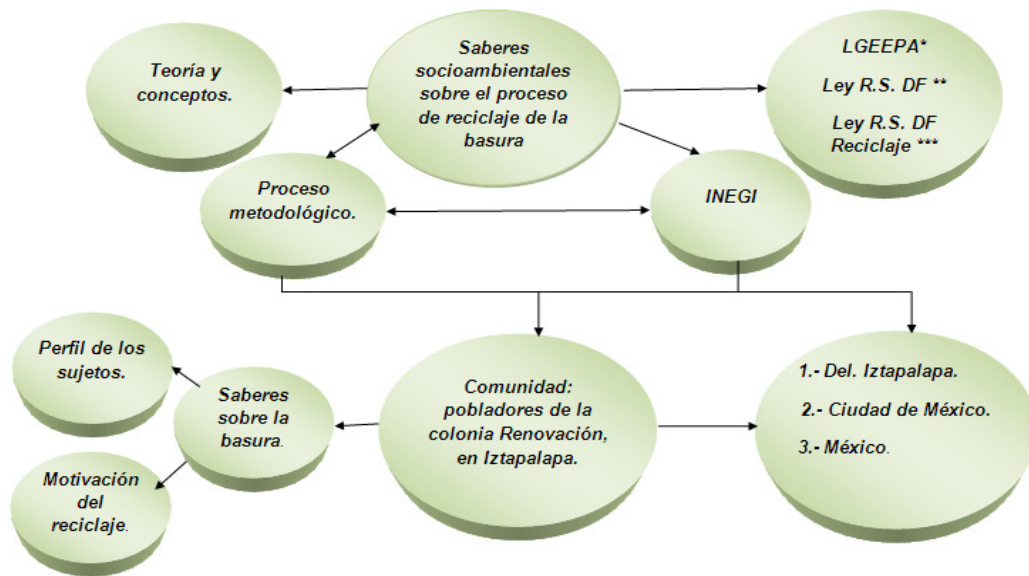 Teoría y
conceptos.
Saberes
socioambientales
sobre el proceso
de reciclaje de la
basura
LGEEPA*
Ley R.S. DF **
Ley R.S. DF
Reciclaje ***
Proceso
metodológico.
INEGI
Perfil de los
sujetos.
Saberes
sobre la
basura.
Motivación
del
reciclaje.
Comunidad:
pobladores de la
colonia Renovación,
en Iztapalapa.
1.- Del. Iztapalapa.
2.- Ciudad de México.
3.- México.